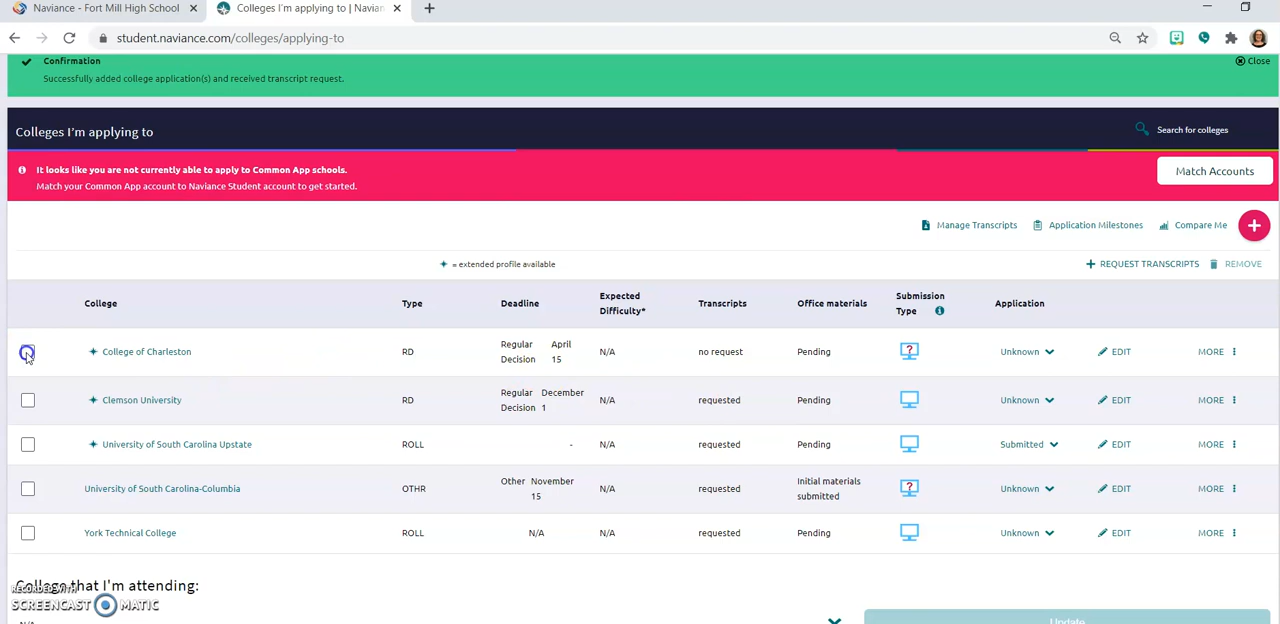 Naviance - Fort Mill High School
Colleges I'm applying to | Navian
student.naviance.com/colleges/applying-to
Confirmation
Close
Successfully added college application(s) and received transcript request.
Colleges I'm applying to
Search for colleges
It looks like you are not currently able to apply to Common App schools.
Match your Common App account to Naviance Student account to get started.
Match Accounts
Manage Transcripts Application Milestones Compare Me +
= extended profile available
+ REQUEST TRANSCRIPTS REMOVE
College Type Deadline Expected Difficulty* Transcripts Office materials Submission Type Application
College of Charleston RD Regular Decision April 15 N/A no request Pending ? Unknown EDIT MORE
Clemson University RD Regular Decision December 1 N/A requested Pending Unknown EDIT MORE
University of South Carolina Upstate ROLL - N/A requested Pending Submitted EDIT MORE
University of South Carolina-Columbia OTHR Other November 15 N/A requested Initial materials submitted ? Unknown EDIT MORE
York Technical College ROLL N/A N/A requested Pending Unknown EDIT MORE
College that I'm attending:
RECORDED WITH
SCREENCAST MATIC
N/A
Update